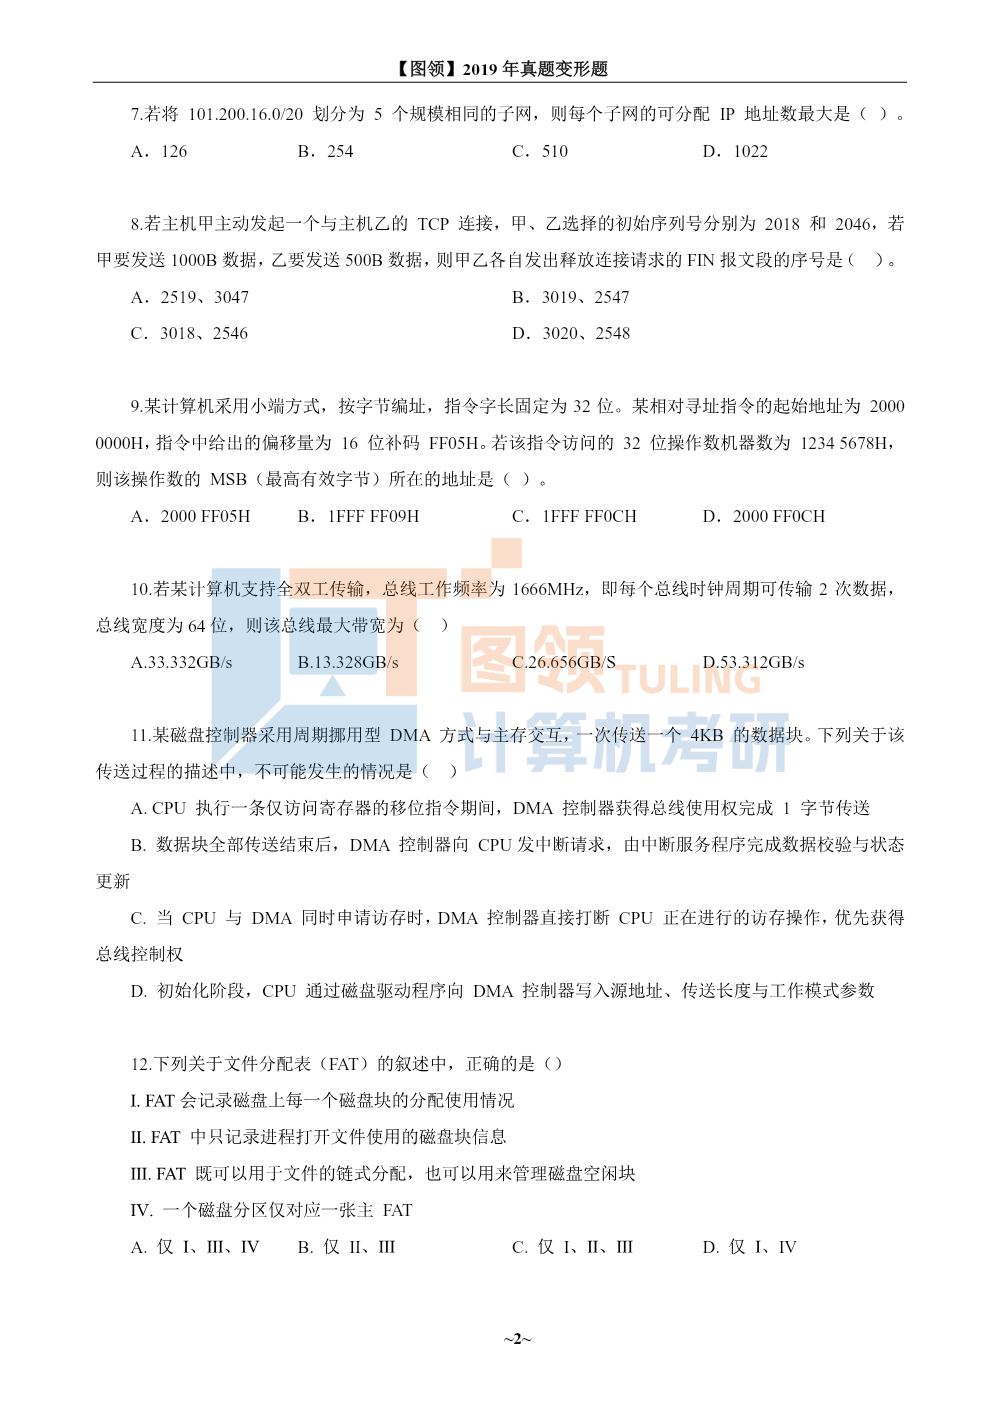 【图领】2019 年真题变形题
7.若将 101.200.16.0/20 划分为 5 个规模相同的子网，则每个子网的可分配 IP 地址数最大是（ ）。
A．126 B．254 C．510 D．1022
8.若主机甲主动发起一个与主机乙的 TCP 连接，甲、乙选择的初始序列号分别为 2018 和 2046，若
甲要发送 1000B 数据，乙要发送 500B 数据，则甲乙各自发出释放连接请求的 FIN 报文段的序号是（ ）。
A．2519、3047 B．3019、2547
C．3018、2546 D．3020、2548
9.某计算机采用小端方式，按字节编址，指令字长固定为 32 位。某相对寻址指令的起始地址为 2000
0000H，指令中给出的偏移量为 16 位补码 FF05H。若该指令访问的 32 位操作数机器数为 1234 5678H，
则该操作数的 MSB（最高有效字节）所在的地址是（ ）。
A．2000 FF05H B．1FFF FF09H C．1FFF FF0CH D．2000 FF0CH
10.若某计算机支持全双工传输，总线工作频率为 1666MHz，即每个总线时钟周期可传输 2 次数据，
总线宽度为 64 位，则该总线最大带宽为（ ）
A.33.332GB/s B.13.328GB/s C.26.656GB/S D.53.312GB/s
图领TULING
计算机考研
11.某磁盘控制器采用周期挪用型 DMA 方式与主存交互，一次传送一个 4KB 的数据块。下列关于该
传送过程的描述中，不可能发生的情况是（ ）
A. CPU 执行一条仅访问寄存器的移位指令期间，DMA 控制器获得总线使用权完成 1 字节传送
B. 数据块全部传送结束后，DMA 控制器向 CPU 发中断请求，由中断服务程序完成数据校验与状态
更新
C. 当 CPU 与 DMA 同时申请访存时，DMA 控制器直接打断 CPU 正在进行的访存操作，优先获得
总线控制权
D. 初始化阶段，CPU 通过磁盘驱动程序向 DMA 控制器写入源地址、传送长度与工作模式参数
12.下列关于文件分配表（FAT）的叙述中，正确的是（）
I. FAT 会记录磁盘上每一个磁盘块的分配使用情况
II. FAT 中只记录进程打开文件使用的磁盘块信息
III. FAT 既可以用于文件的链式分配，也可以用来管理磁盘空闲块
IV. 一个磁盘分区仅对应一张主 FAT
A. 仅 I、III、IV B. 仅 II、III C. 仅 I、II、III D. 仅 I、IV
~2~